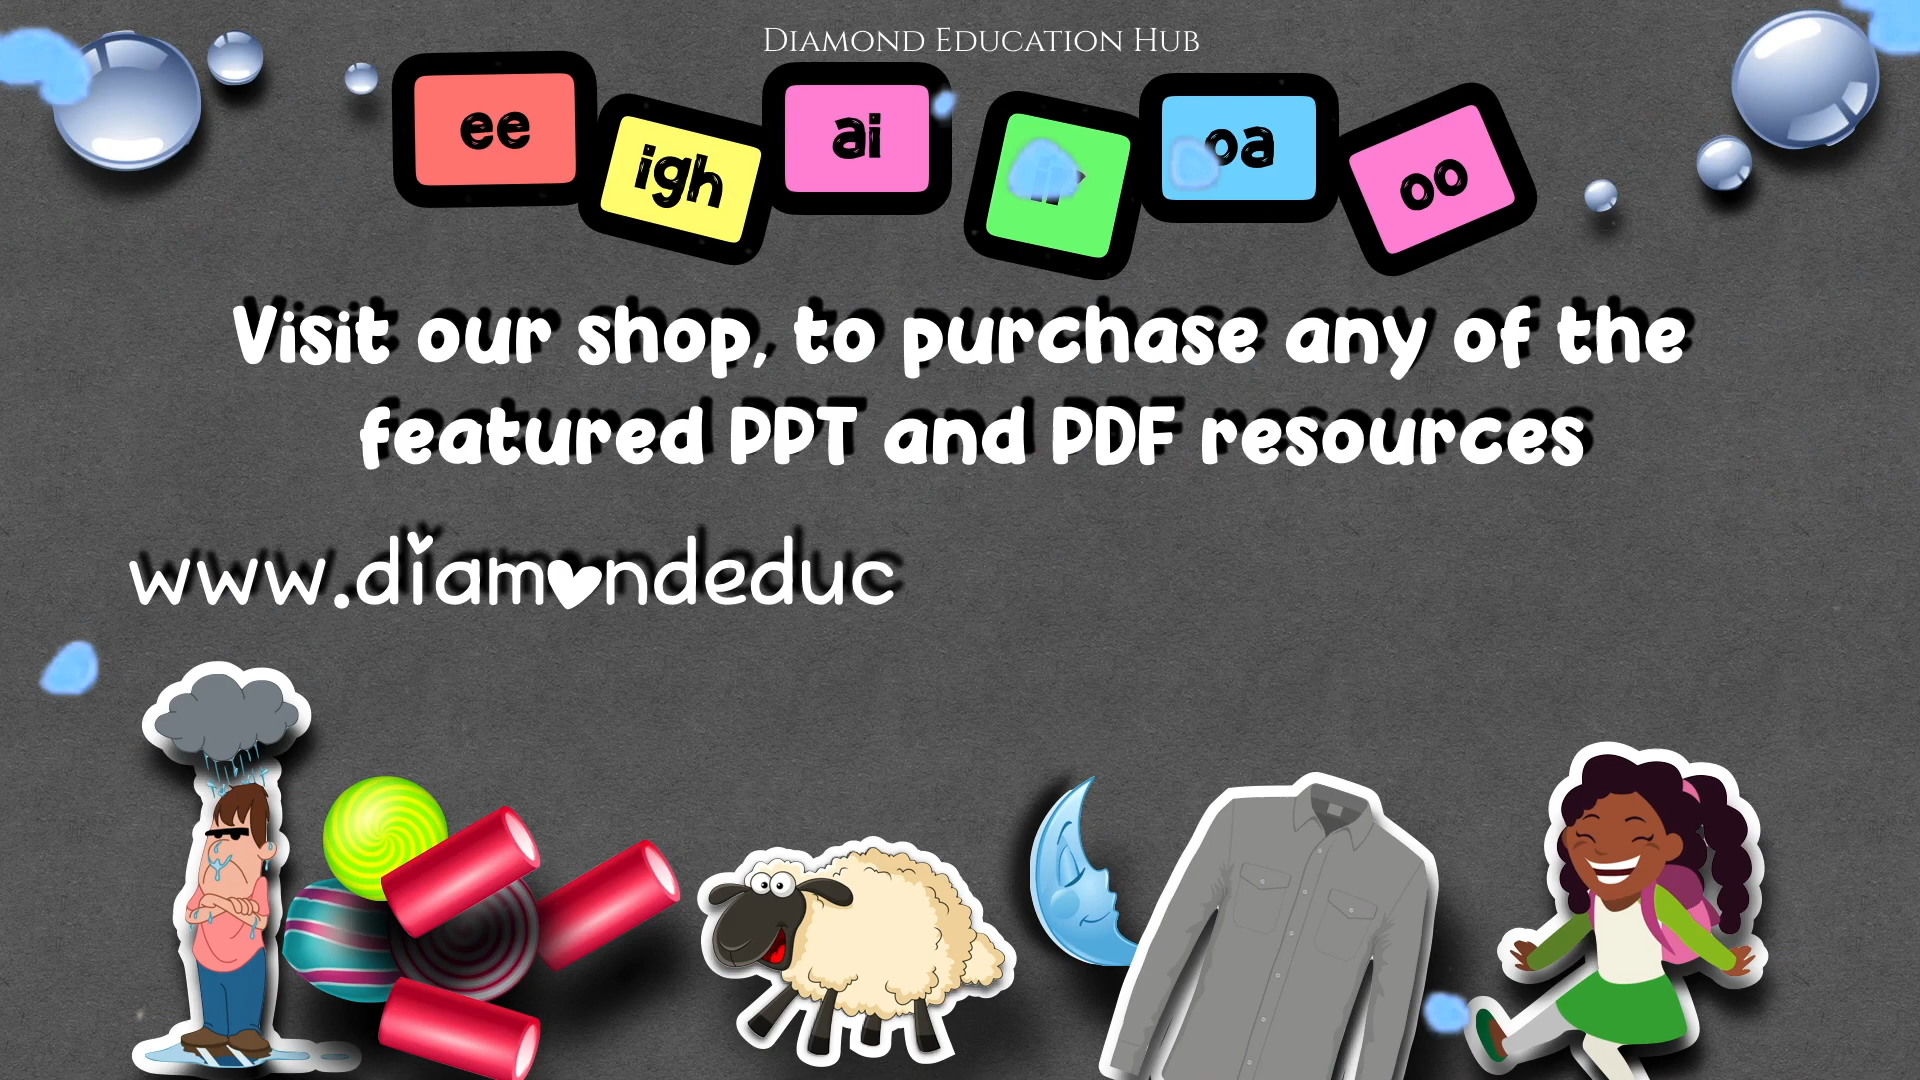 Diamond Education Hub
ee igh ai oa oo
Visit our shop, to purchase any of the
featured PPT and PDF resources
www.diamondeduc